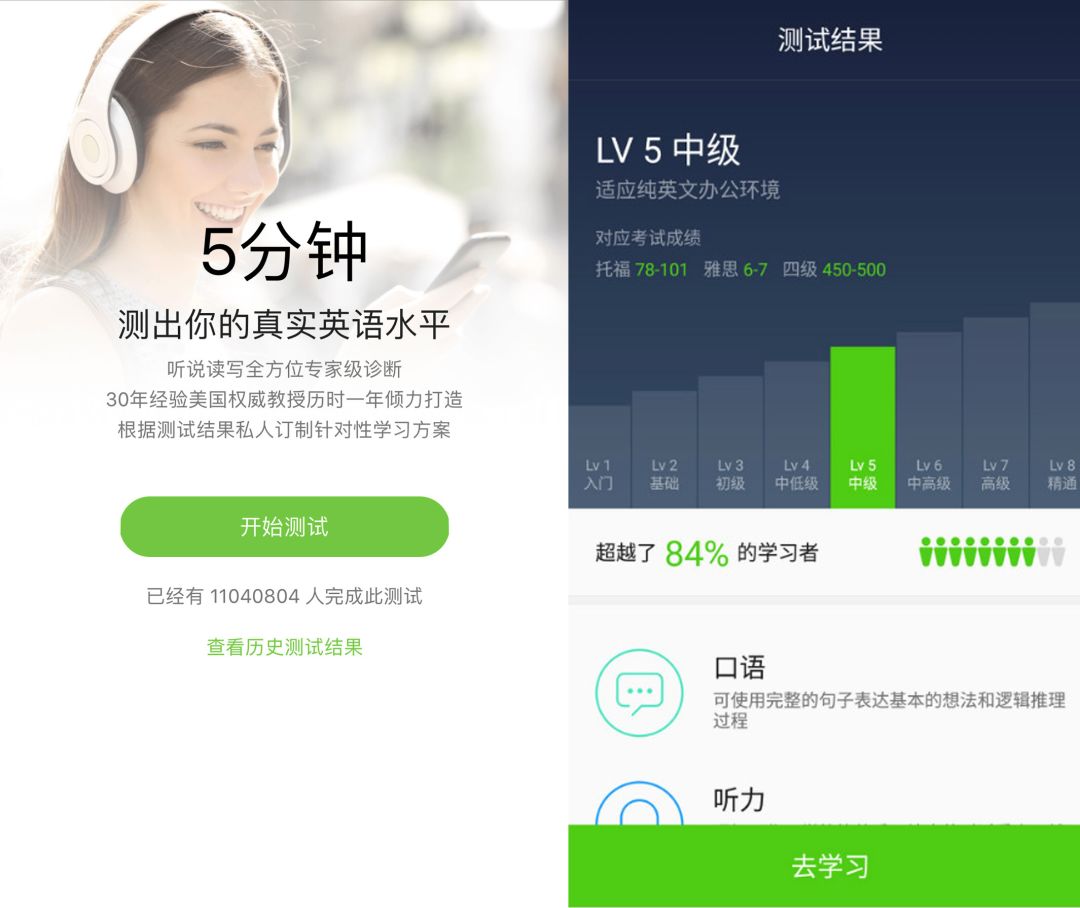 5分钟
测出你的真实英语水平
听说读写全方位专家级诊断
30年经验美国权威教授历时一年倾力打造
根据测试结果私人订制针对性学习方案
开始测试
已经有 11040804 人完成此测试
查看历史测试结果
测试结果
LV 5 中级
适应纯英文办公环境
对应考试成绩
托福 78-101 雅思 6-7 四级 450-500
Lv 1 Lv 2 Lv 3 Lv 4 Lv 5 Lv 6 Lv 7 Lv 8
入门 基础 初级 中低级 中级 中高级 高级 精通
超越了 84% 的学习者
口语
可使用完整的句子表达基本的想法和逻辑推理
过程
听力
去学习